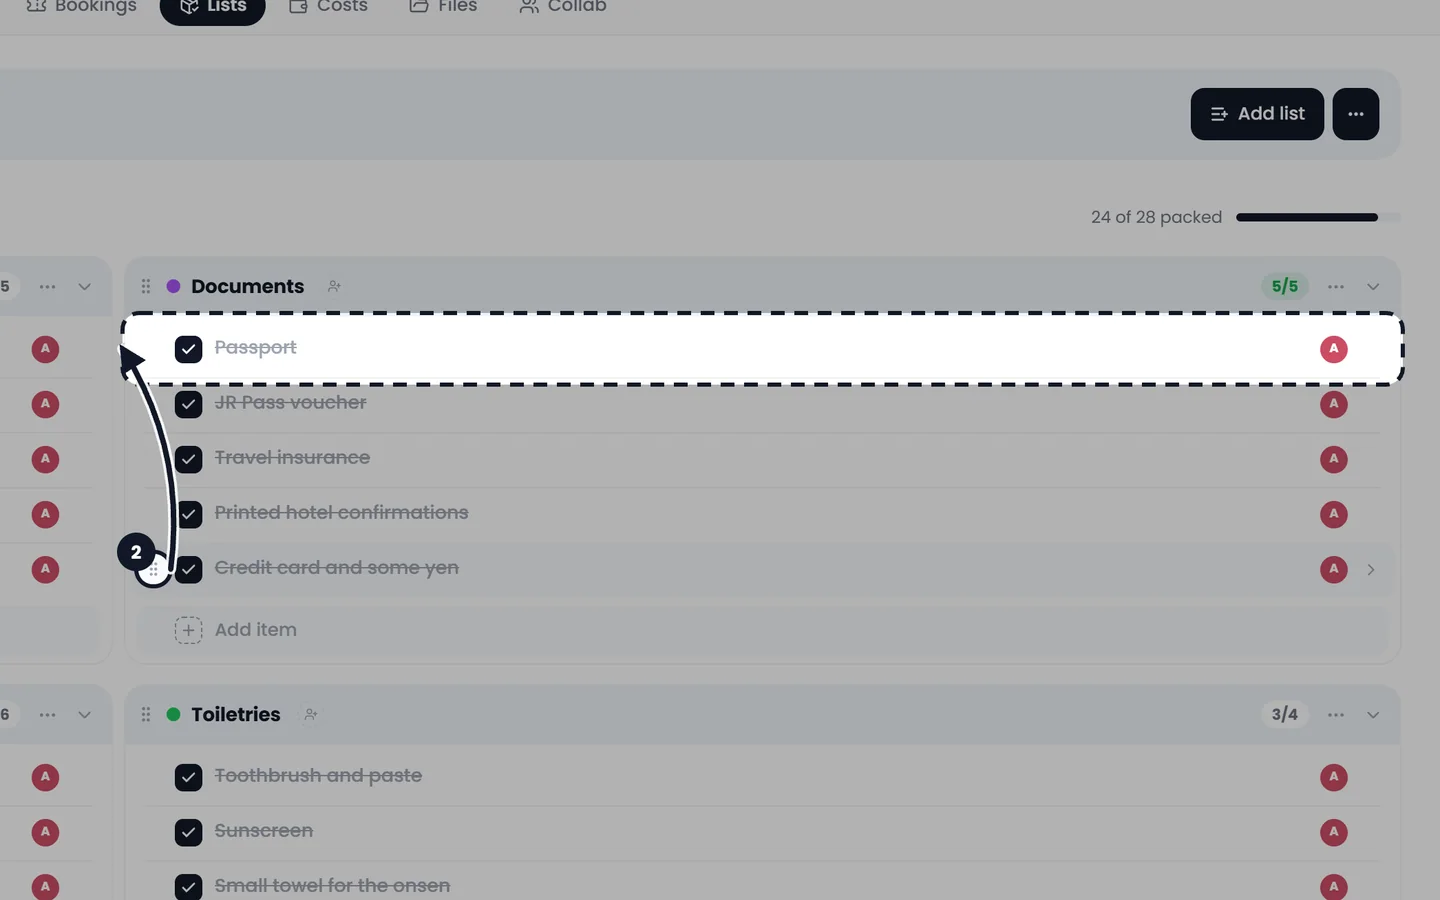 Bookings Lists Costs Files Collab
Add list
24 of 28 packed
5
Documents
5/5
A
Passport
A
A
JR Pass voucher
A
A
Travel insurance
A
A
Printed hotel confirmations
A
2
A
Credit card and some yen
A
Add item
6
Toiletries
3/4
A
Toothbrush and paste
A
A
Sunscreen
A
A
Small towel for the onsen
A